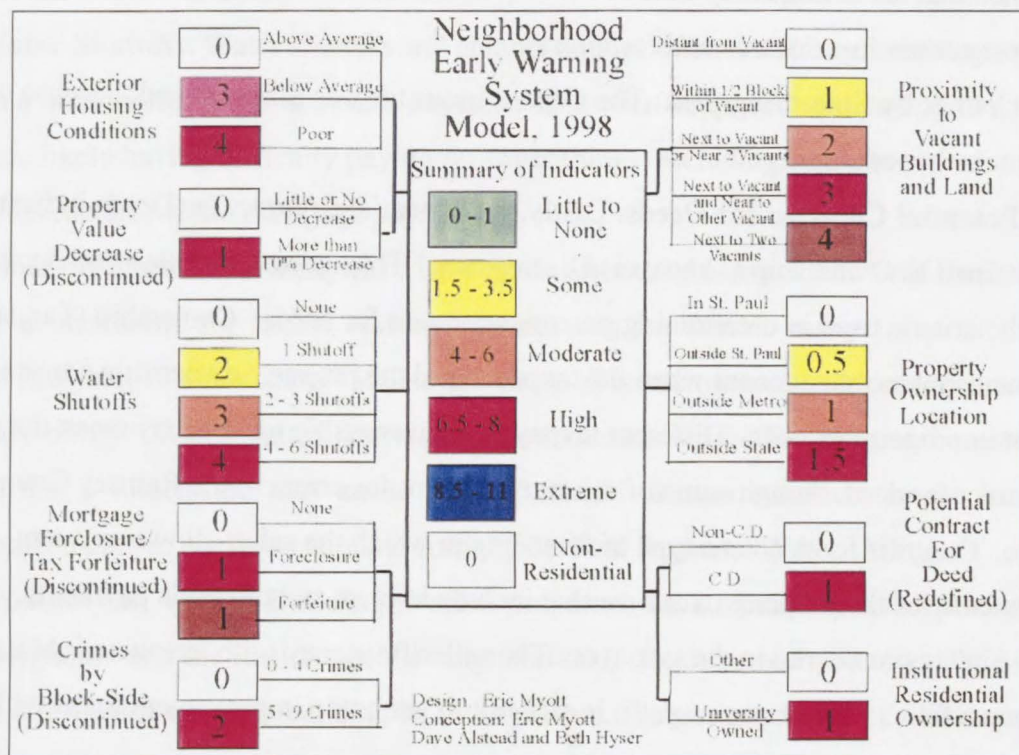 Neighborhood
Early Warning
System
Model, 1998
Summary of Indicators
0 - 1
Little to
None
1.5 - 3.5
Some
4 - 6
Moderate
6.5 - 8
High
8.5 - 11
Extreme
0
Non-
Residential
Exterior
Housing
Conditions
0
Above Average
3
Below Average
4
Poor
Property
Value
Decrease
(Discontinued)
0
Little or No
Decrease
1
More than
10% Decrease
Water
Shutoffs
0
None
2
1 Shutoff
3
2 - 3 Shutoffs
4
4 - 6 Shutoffs
Mortgage
Forclosure/
Tax Forfeiture
(Discontinued)
0
None
1
Foreclosure
1
Forfeiture
Crimes
by
Block-Side
(Discontinued)
0
0 - 4 Crimes
2
5 - 9 Crimes
Design - Eric Myott
Conception: Eric Myott
Dave Alstead and Beth Hyser
Distant from Vacant
0
Within 1/2 Block
of Vacant
1
Next to Vacant
or Near 2 Vacants
2
Next to Vacant
and Near to
Other Vacant
3
Next to Two
Vacants
4
Proximity
to
Vacant
Buildings
and Land
In St. Paul
0
Outside St. Paul
0.5
Outside Metro
1
Outside State
1.5
Property
Ownership
Location
Non-C.D.
0
C D
1
Potential
Contract
For
Deed
(Redefined)
Other
0
University
Owned
1
Institutional
Residential
Ownership